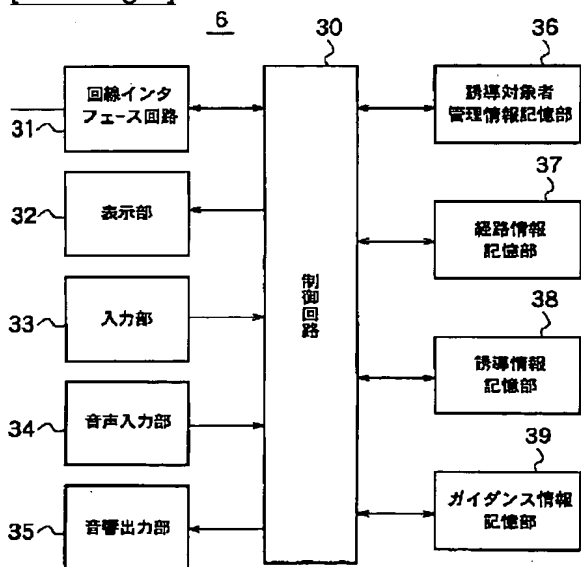 6
30
36
回線インタ
フェース回路
31
誘導対象者
管理情報記憶部
37
表示部
32
経路情報
記憶部
制御回路
入力部
33
38
誘導情報
記憶部
音声入力部
34
39
音響出力部
35
ガイダンス情報
記憶部